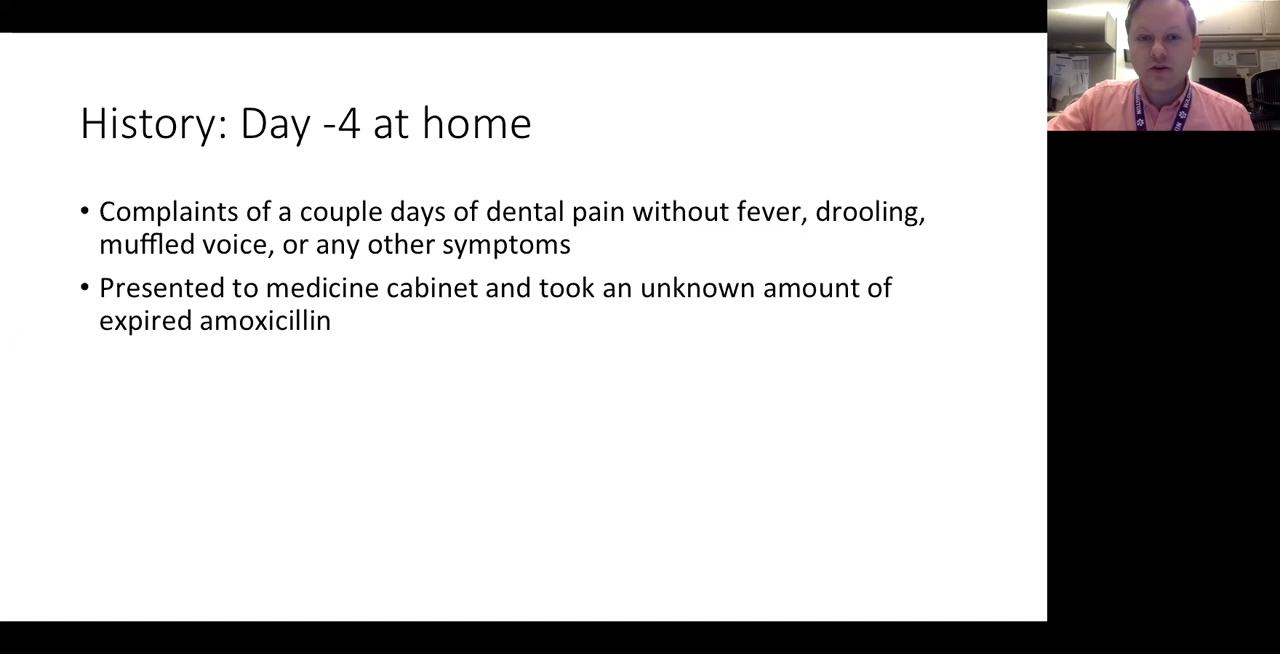 History: Day -4 at home
• Complaints of a couple days of dental pain without fever, drooling,
muffled voice, or any other symptoms
• Presented to medicine cabinet and took an unknown amount of
expired amoxicillin